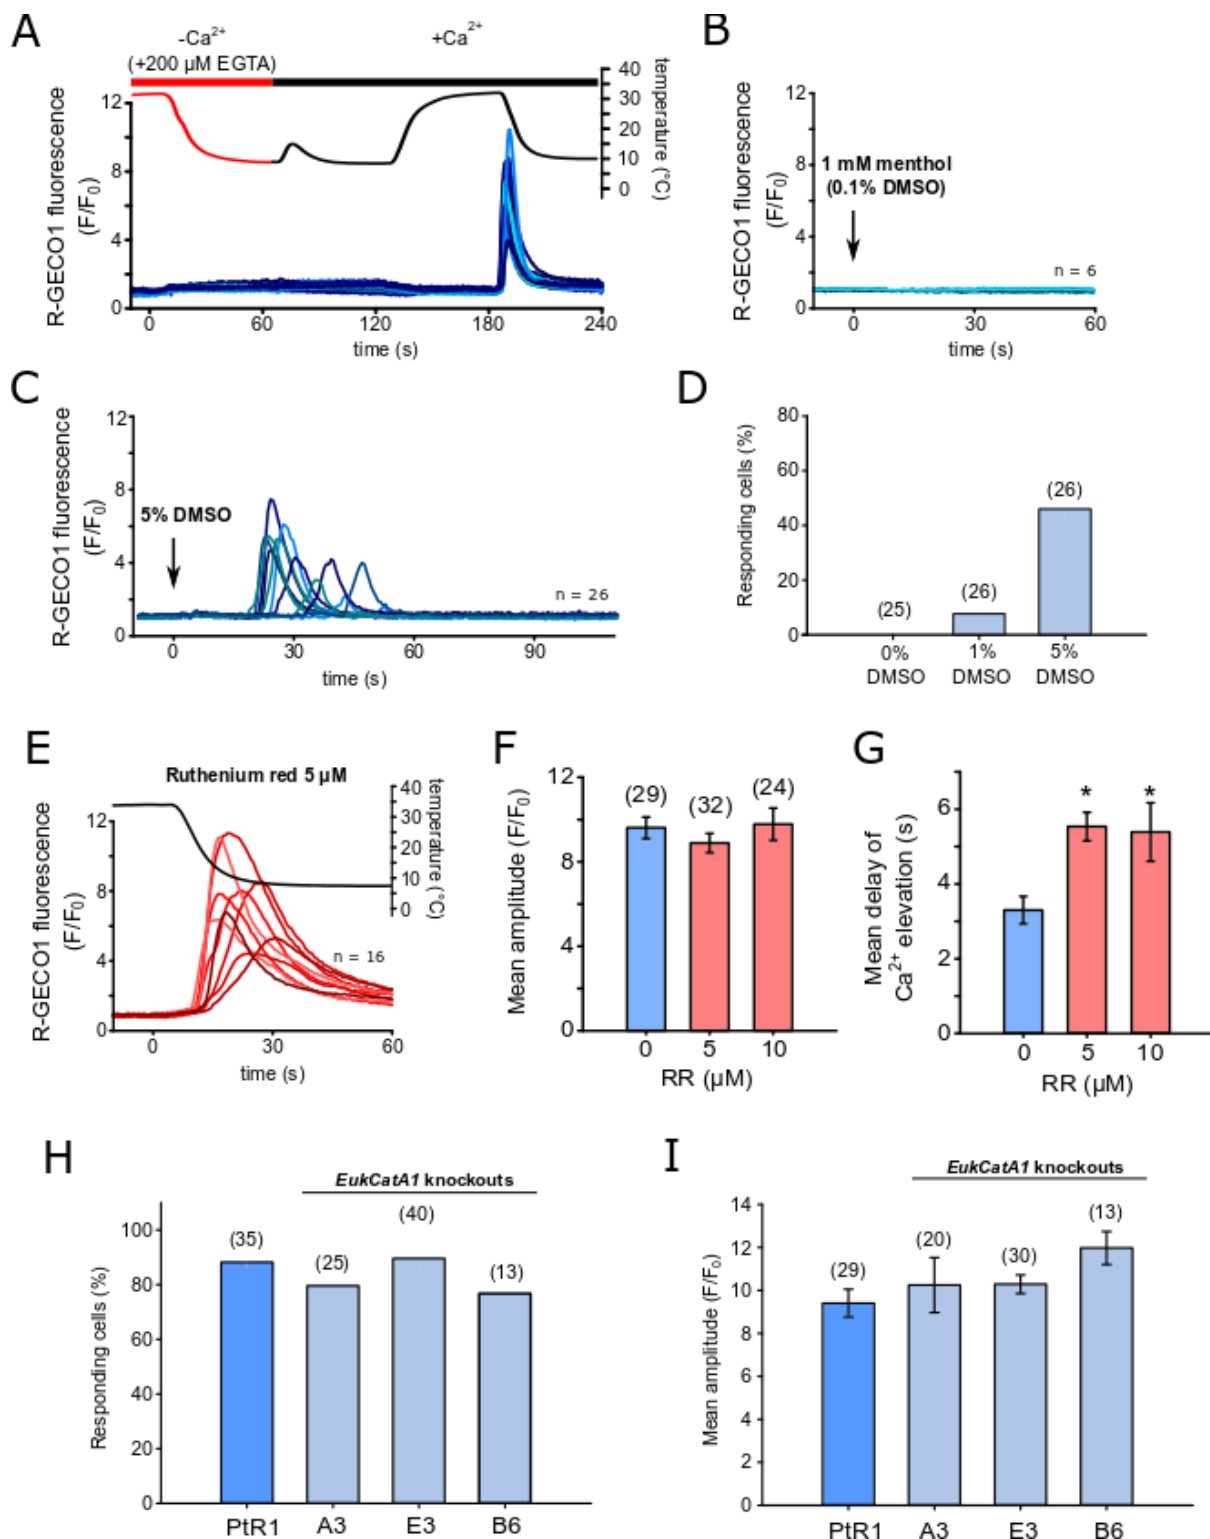 A
-Ca2+
(+200 µM EGTA)
+Ca2+
R-GECO1 fluorescence
(F/F0)
12
8
4
0
0
60
120
180
240
time (s)
40
30
20
10
0
temperature (°C)
B
R-GECO1 fluorescence
(F/F0)
12
8
4
0
1 mM menthol
(0.1% DMSO)
n = 6
0
30
60
time (s)
C
R-GECO1 fluorescence
(F/F0)
12
8
4
0
5% DMSO
n = 26
0
30
60
90
time (s)
D
Responding cells (%)
80
60
40
20
0
(25)
(26)
(26)
0%
DMSO
1%
DMSO
5%
DMSO
E
Ruthenium red 5 µM
R-GECO1 fluorescence
(F/F0)
12
8
4
0
40
30
20
10
0
temperature (°C)
n = 16
0
30
60
time (s)
F
Mean amplitude (F/F0)
12
8
4
0
(29)
(32)
(24)
0
5
10
RR (µM)
G
Mean delay of
Ca2+ elevation (s)
6
4
2
0
*
*
0
5
10
RR (µM)
H
EukCatA1 knockouts
Responding cells (%)
100
80
60
40
20
0
(35)
(25)
(40)
(13)
PtR1
A3
E3
B6
I
EukCatA1 knockouts
Mean amplitude (F/F0)
14
12
10
8
6
4
2
0
(29)
(20)
(30)
(13)
PtR1
A3
E3
B6